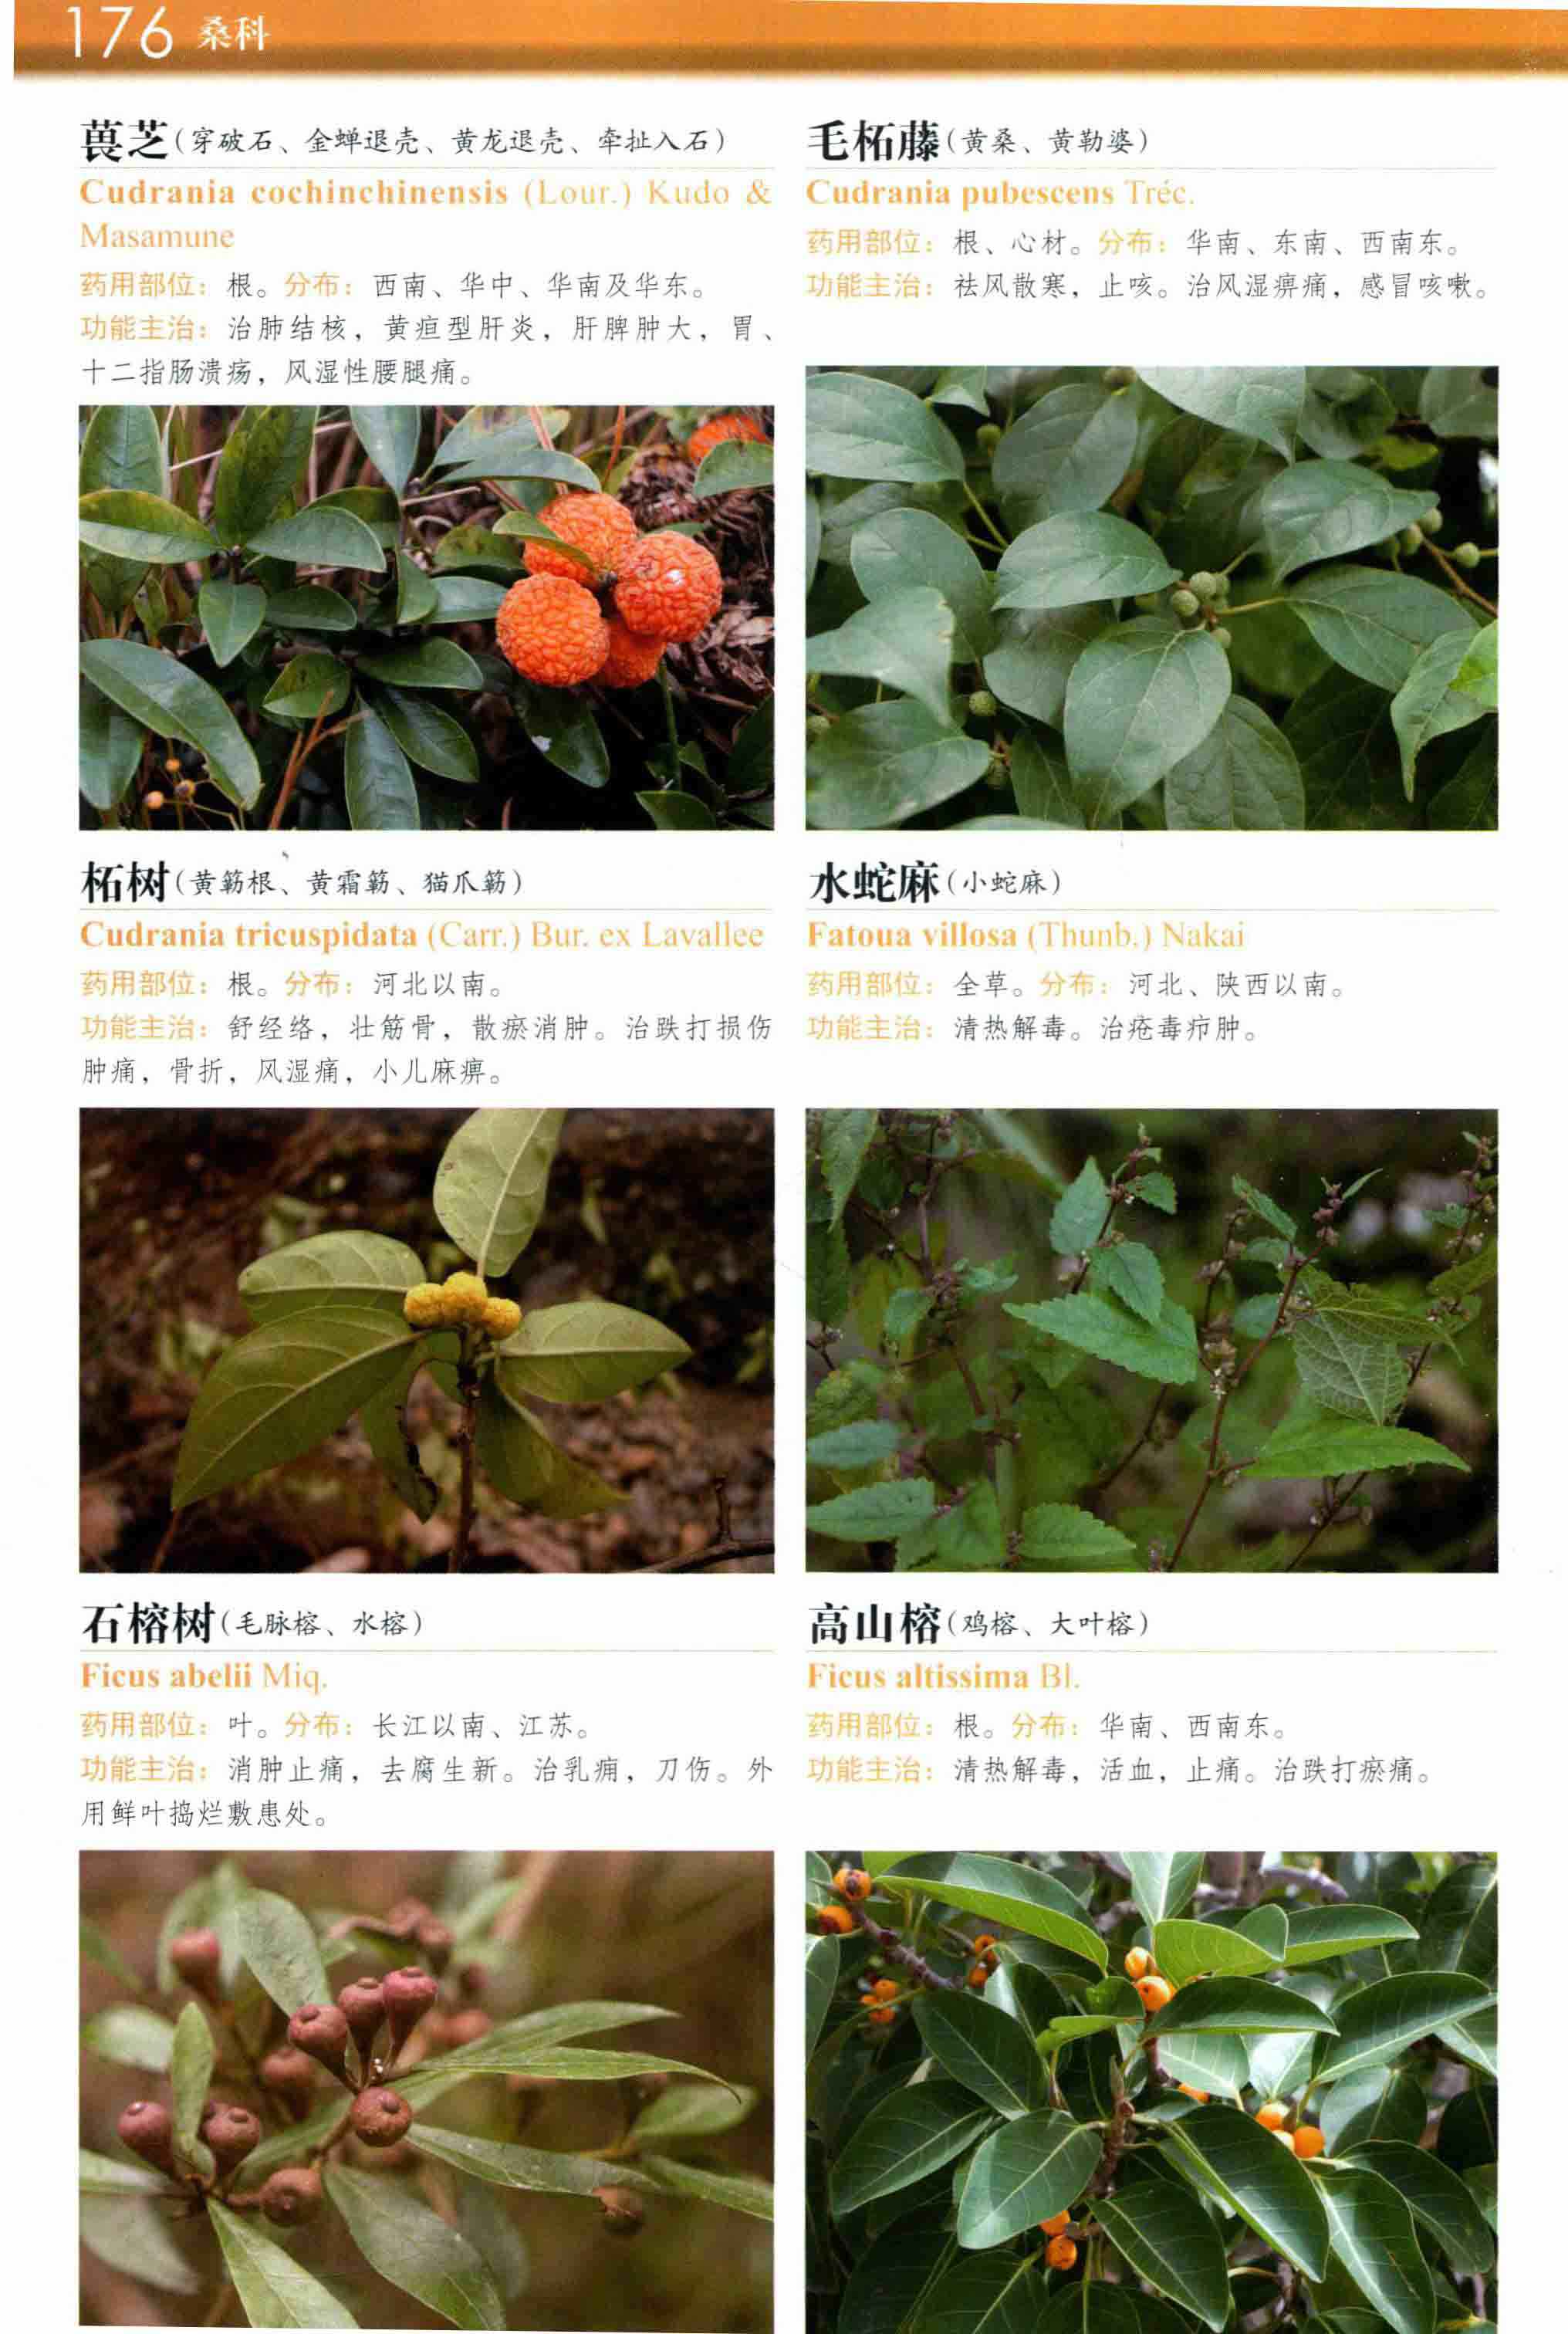 176 桑科
葨芝(穿破石、金蝉退壳、黄龙退壳、牵扯入石)
Cudrania cochinchinensis (Lour.) Kudo &
Masamune
药用部位：根。分布：西南、华中、华南及华东。
功能主治：治肺结核，黄疸型肝炎，肝脾肿大，胃、
十二指肠溃疡，风湿性腰腿痛。
毛柘藤(黄桑、黄勒婆)
Cudrania pubescens Tréc.
药用部位：根、心材。分布：华南、东南、西南东。
功能主治：祛风散寒，止咳。治风湿痹痛，感冒咳嗽。
柘树(黄簕根、黄霜簕、猫爪簕)
Cudrania tricuspidata (Carr.) Bur. ex Lavallee
药用部位：根。分布：河北以南。
功能主治：舒经络，壮筋骨，散瘀消肿。治跌打损伤
肿痛，骨折，风湿痛，小儿麻痹。
水蛇麻(小蛇麻)
Fatoua villosa (Thunb.) Nakai
药用部位：全草。分布：河北、陕西以南。
功能主治：清热解毒。治疮毒疖肿。
石榕树(毛脉榕、水榕)
Ficus abelii Miq.
药用部位：叶。分布：长江以南、江苏。
功能主治：消肿止痛，去腐生新。治乳痈，刀伤。外
用鲜叶捣烂敷患处。
高山榕(鸡榕、大叶榕)
Ficus altissima Bl.
药用部位：根。分布：华南、西南东。
功能主治：清热解毒，活血，止痛。治跌打瘀痛。